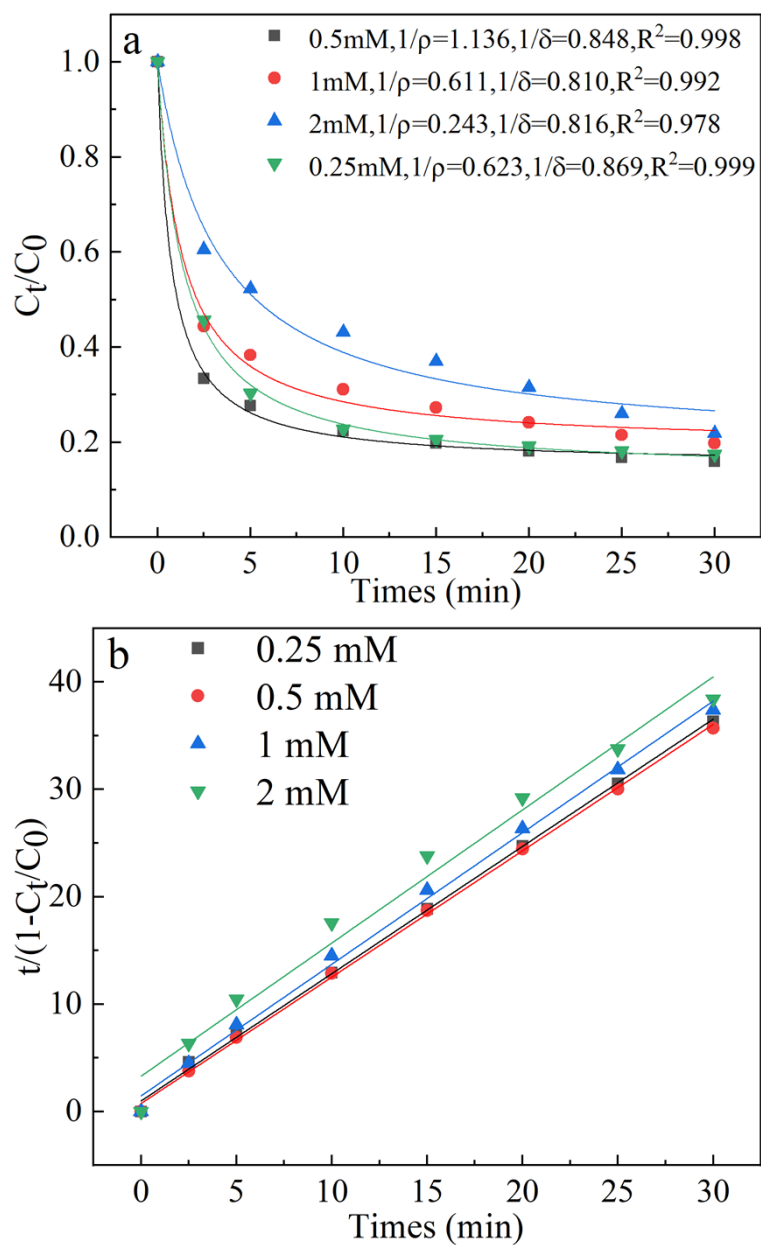 a
0.5mM,1/ρ=1.136,1/δ=0.848,R²=0.998
1mM,1/ρ=0.611,1/δ=0.810,R²=0.992
2mM,1/ρ=0.243,1/δ=0.816,R²=0.978
0.25mM,1/ρ=0.623,1/δ=0.869,R²=0.999
1.0
0.8
0.6
0.4
0.2
0.0
Ct/C0
0 5 10 15 20 25 30
Times (min)
b
0.25 mM
0.5 mM
1 mM
2 mM
40
30
20
10
0
t/(1-Ct/C0)
0 5 10 15 20 25 30
Times (min)